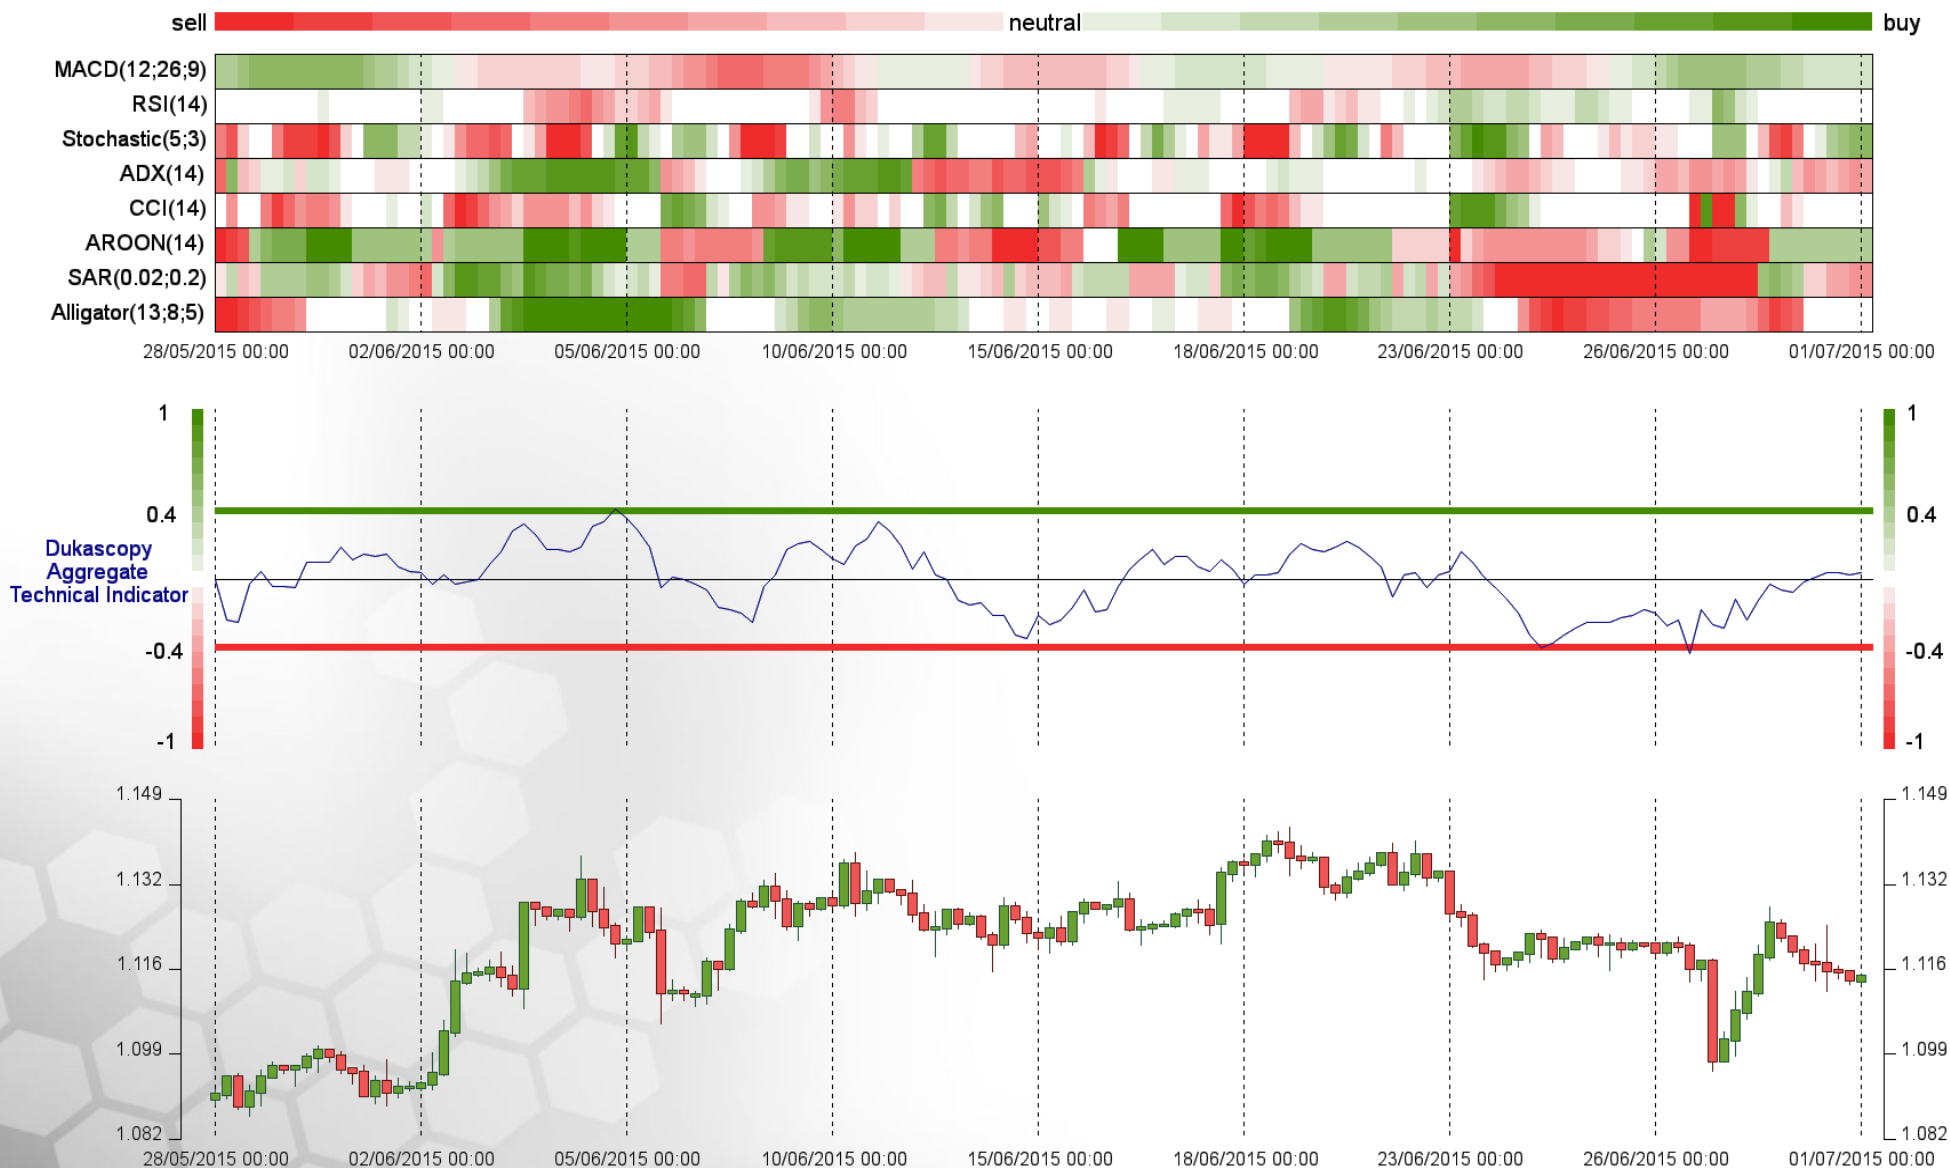 sell neutral buy
MACD(12;26;9)
RSI(14)
Stochastic(5;3)
ADX(14)
CCI(14)
AROON(14)
SAR(0.02;0.2)
Alligator(13;8;5)
28/05/2015 00:00 02/06/2015 00:00 05/06/2015 00:00 10/06/2015 00:00 15/06/2015 00:00 18/06/2015 00:00 23/06/2015 00:00 26/06/2015 00:00 01/07/2015 00:00
1 1
0.4 0.4
Dukascopy
Aggregate
Technical Indicator
-0.4 -0.4
-1 -1
1.149 1.149
1.132 1.132
1.116 1.116
1.099 1.099
1.082 1.082
28/05/2015 00:00 02/06/2015 00:00 05/06/2015 00:00 10/06/2015 00:00 15/06/2015 00:00 18/06/2015 00:00 23/06/2015 00:00 26/06/2015 00:00 01/07/2015 00:00